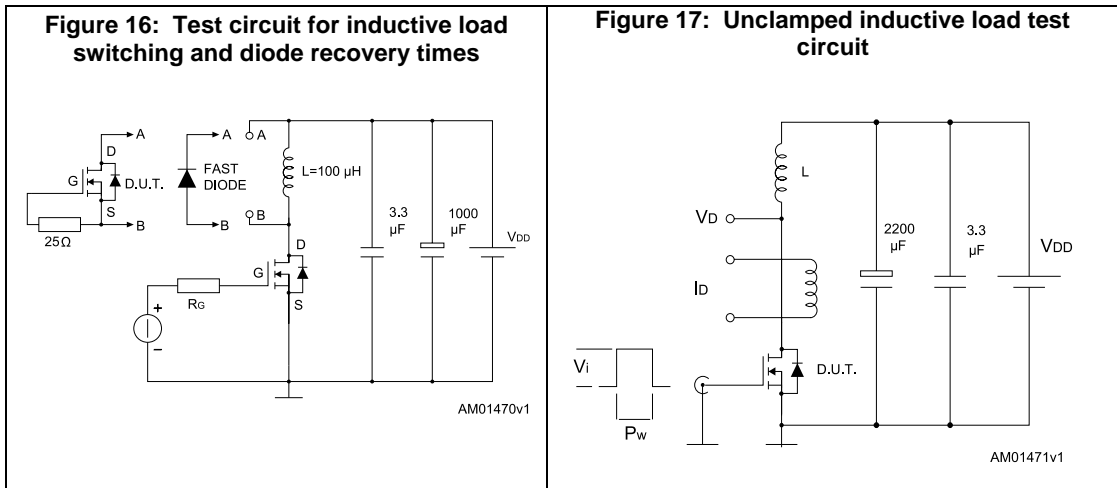 Figure 16: Test circuit for inductive load
switching and diode recovery times
A
D
G
D.U.T.
S
B
25Ω
A
FAST
DIODE
B
A
L=100 µH
B
D
G
S
RG
+
–
3.3
µF
1000
µF
VDD
AM01470v1
Figure 17: Unclamped inductive load test
circuit
L
VD
ID
2200
µF
3.3
µF
VDD
Vi
Pw
D.U.T.
AM01471v1